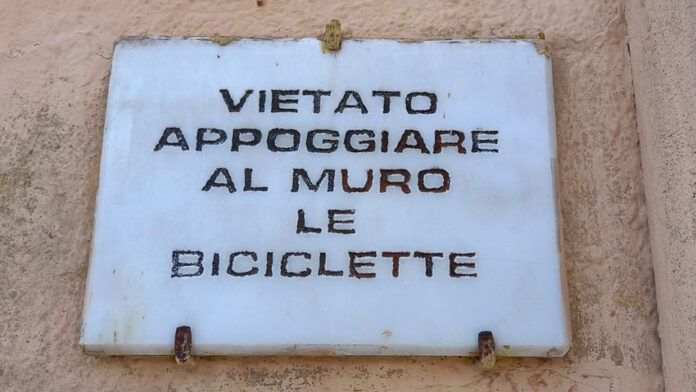 VIETATO
APPOGGIARE
AL MURO
LE
BICICLETTE